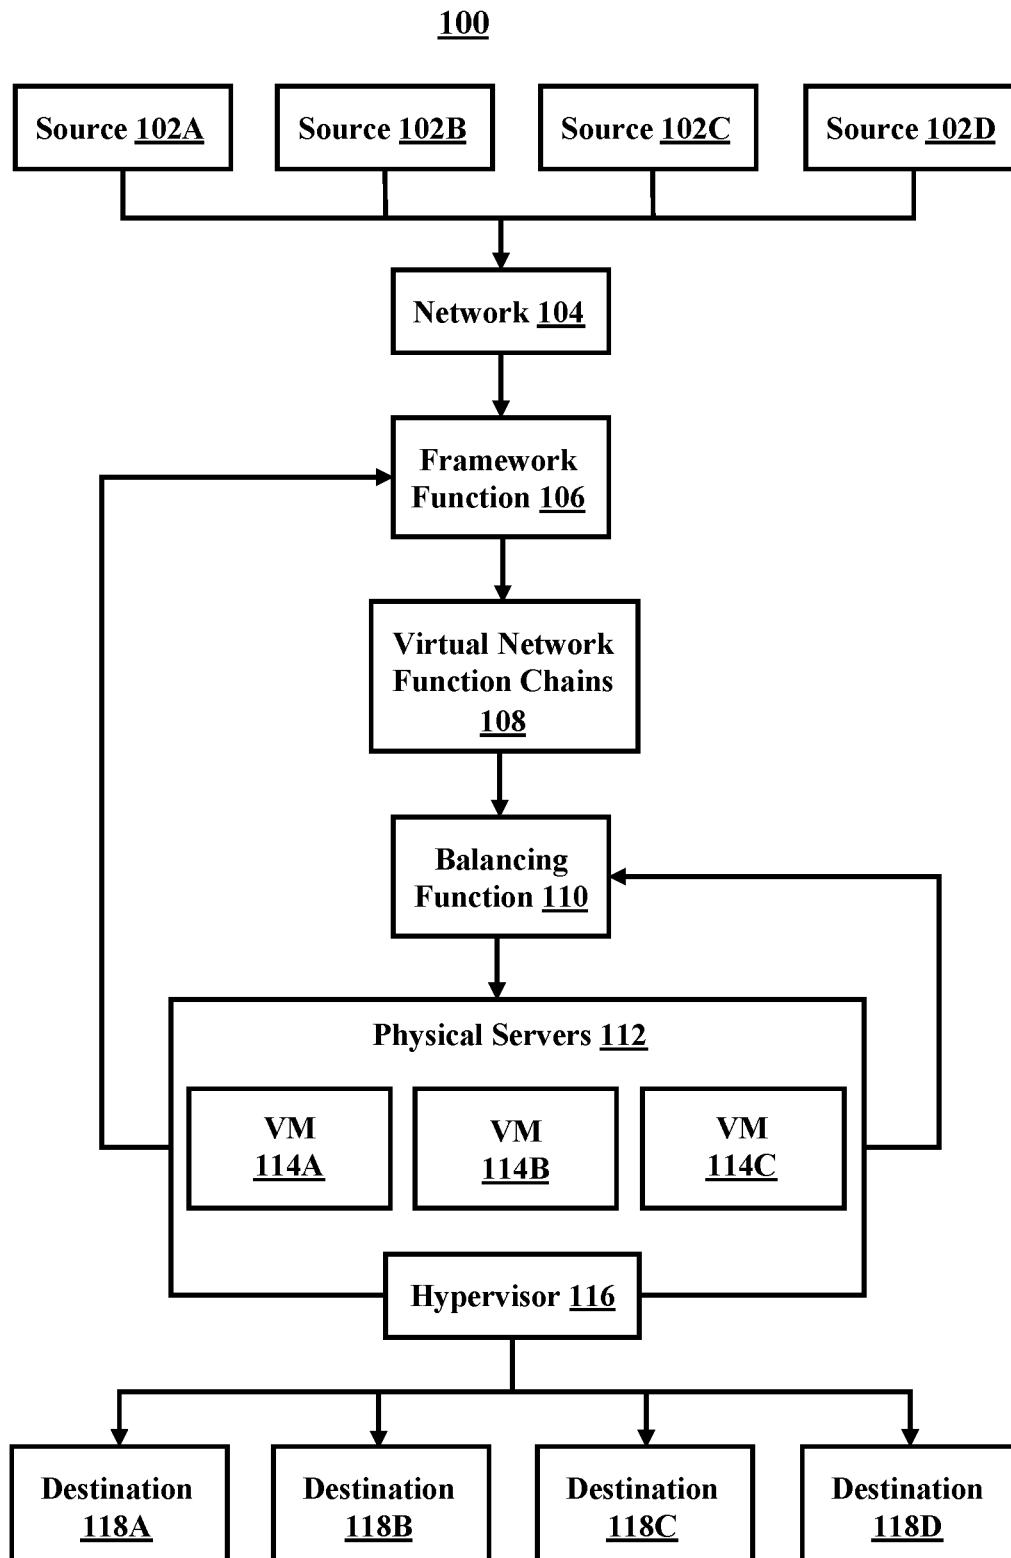 100
Source 102A
Source 102B
Source 102C
Source 102D
Network 104
Framework
Function 106
Virtual Network
Function Chains
108
Balancing
Function 110
Physical Servers 112
VM
114A
VM
114B
VM
114C
Hypervisor 116
Destination
118A
Destination
118B
Destination
118C
Destination
118D